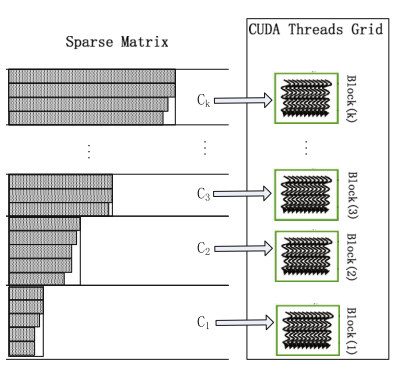 CUDA Threads Grid
Sparse Matrix
Ck
Block(k)
C3
Block(3)
C2
Block(2)
C1
Block(1)